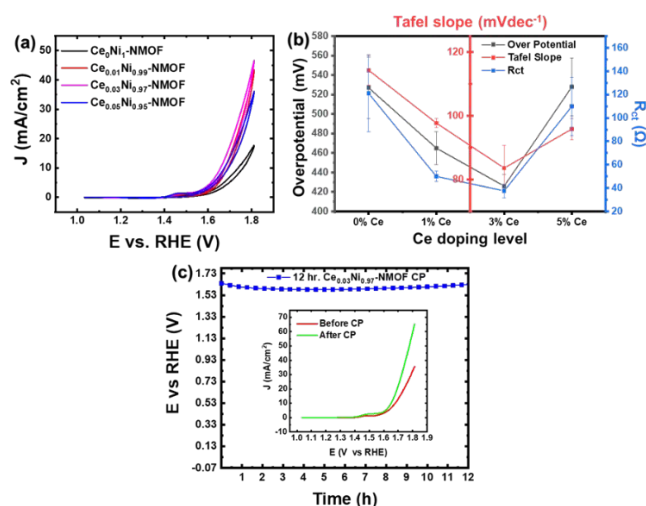 (a)
Ce0Ni1-NMOF
Ce0.01Ni0.99-NMOF
Ce0.03Ni0.97-NMOF
Ce0.05Ni0.95-NMOF
J (mA/cm²)
50
40
30
20
10
0
1.0 1.2 1.4 1.6 1.8
E vs. RHE (V)
Tafel slope (mVdec⁻¹)
(b)
Over Potential
Tafel Slope
Rct
Overpotential (mV)
580
560
540
520
500
480
460
440
420
400
120
100
80
160
140
120
100
80
60
40
20
0
Rct (Ω)
0% Ce 1% Ce 3% Ce 5% Ce
Ce doping level
(c)
12 hr. Ce0.03Ni0.97-NMOF CP
E vs RHE (V)
1.73
1.53
1.33
1.13
0.93
0.73
0.53
0.33
0.13
-0.07
Before CP
After CP
J (mA/cm²)
70
60
50
40
30
20
10
0
1.0 1.1 1.2 1.3 1.4 1.5 1.6 1.7 1.8 1.9
E (V vs RHE)
1 2 3 4 5 6 7 8 9 10 11 12
Time (h)